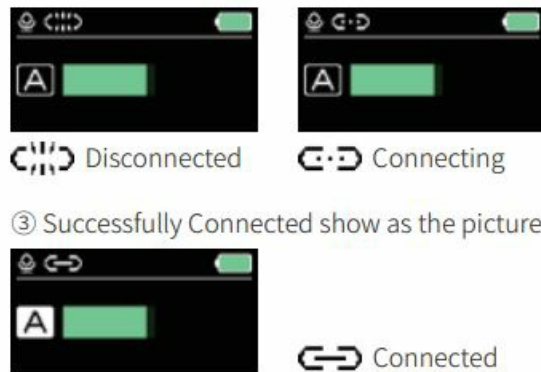 A A
Disconnected Connecting
③ Successfully Connected show as the picture
A
Connected